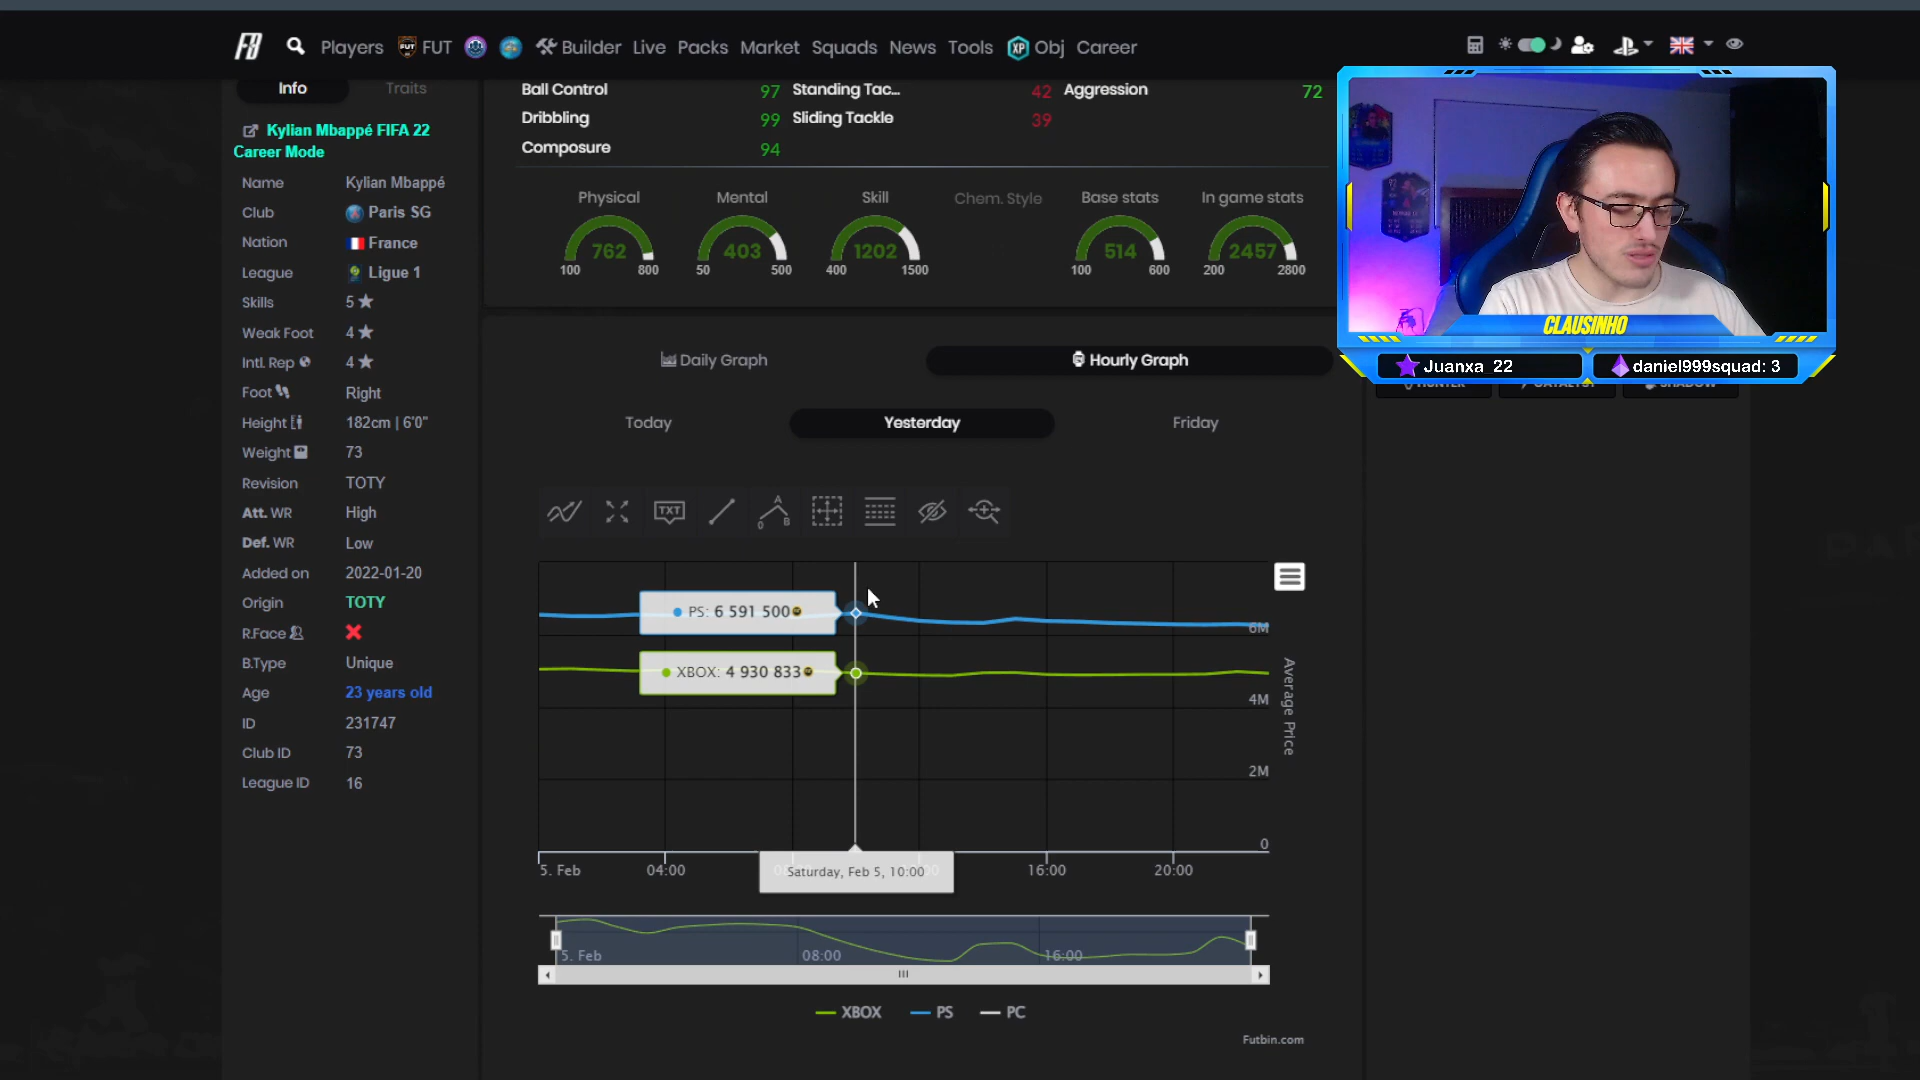 Players FUT Builder Live Packs Market Squads News Tools XP Obj Career
Info Traits
Kylian Mbappé FIFA 22
Career Mode
Name Kylian Mbappé
Club Paris SG
Nation France
League Ligue 1
Skills 5
Weak Foot 4
Intl. Rep 4
Foot Right
Height 182cm | 6'0"
Weight 73
Revision TOTY
Att. WR High
Def. WR Low
Added on 2022-01-20
Origin TOTY
R.Face
B.Type Unique
Age 23 years old
ID 231747
Club ID 73
League ID 16
Ball Control 97 Standing Tac... 42 Aggression 72
Dribbling 99 Sliding Tackle 39
Composure 94
Physical Mental Skill Chem. Style Base stats In game stats
762 403 1202 514 2457
100 800 50 500 400 1500 100 600 200 2800
Daily Graph Hourly Graph
Today Yesterday Friday
TXT
0 A B
PS: 6 591 500
XBOX: 4 930 833
6M
4M
2M
0
Average Price
5. Feb 04:00 16:00 20:00
Saturday, Feb 5, 10:00
5. Feb 08:00 16:00
XBOX PS PC
Futbin.com
CLAUSINHO
Juanxa_22 daniel999squad: 3